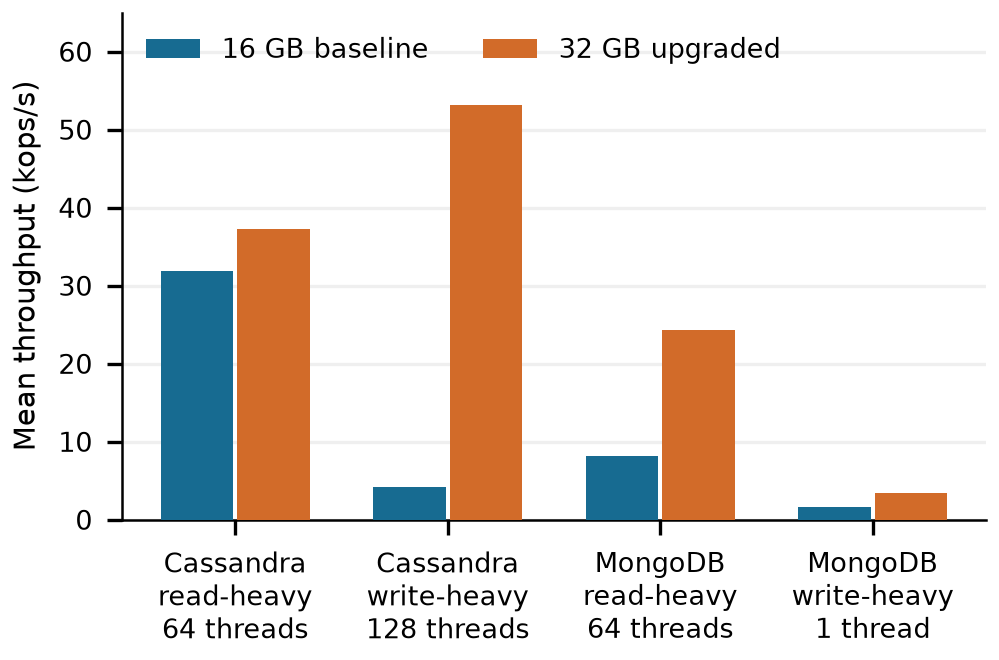 16 GB baseline 32 GB upgraded
Mean throughput (kops/s)
60
50
40
30
20
10
0
Cassandra
read-heavy
64 threads
Cassandra
write-heavy
128 threads
MongoDB
read-heavy
64 threads
MongoDB
write-heavy
1 thread